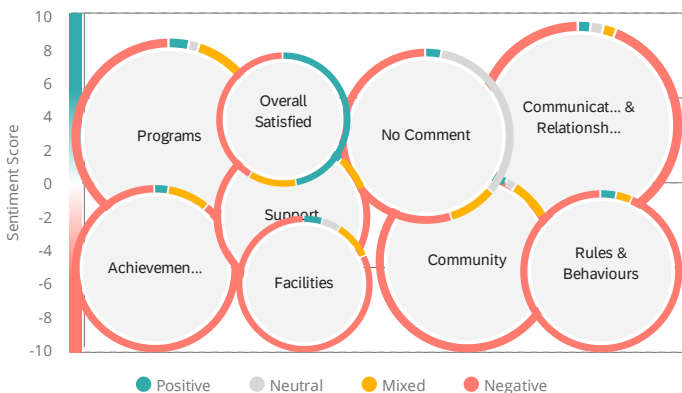 10
8
6
4
2
0
-2
-4
-6
-8
-10
Sentiment Score
Programs
Overall
Satisfied
No Comment
Communicat... &
Relationsh...
Support
Achievemen...
Facilities
Community
Rules &
Behaviours
Positive
Neutral
Mixed
Negative